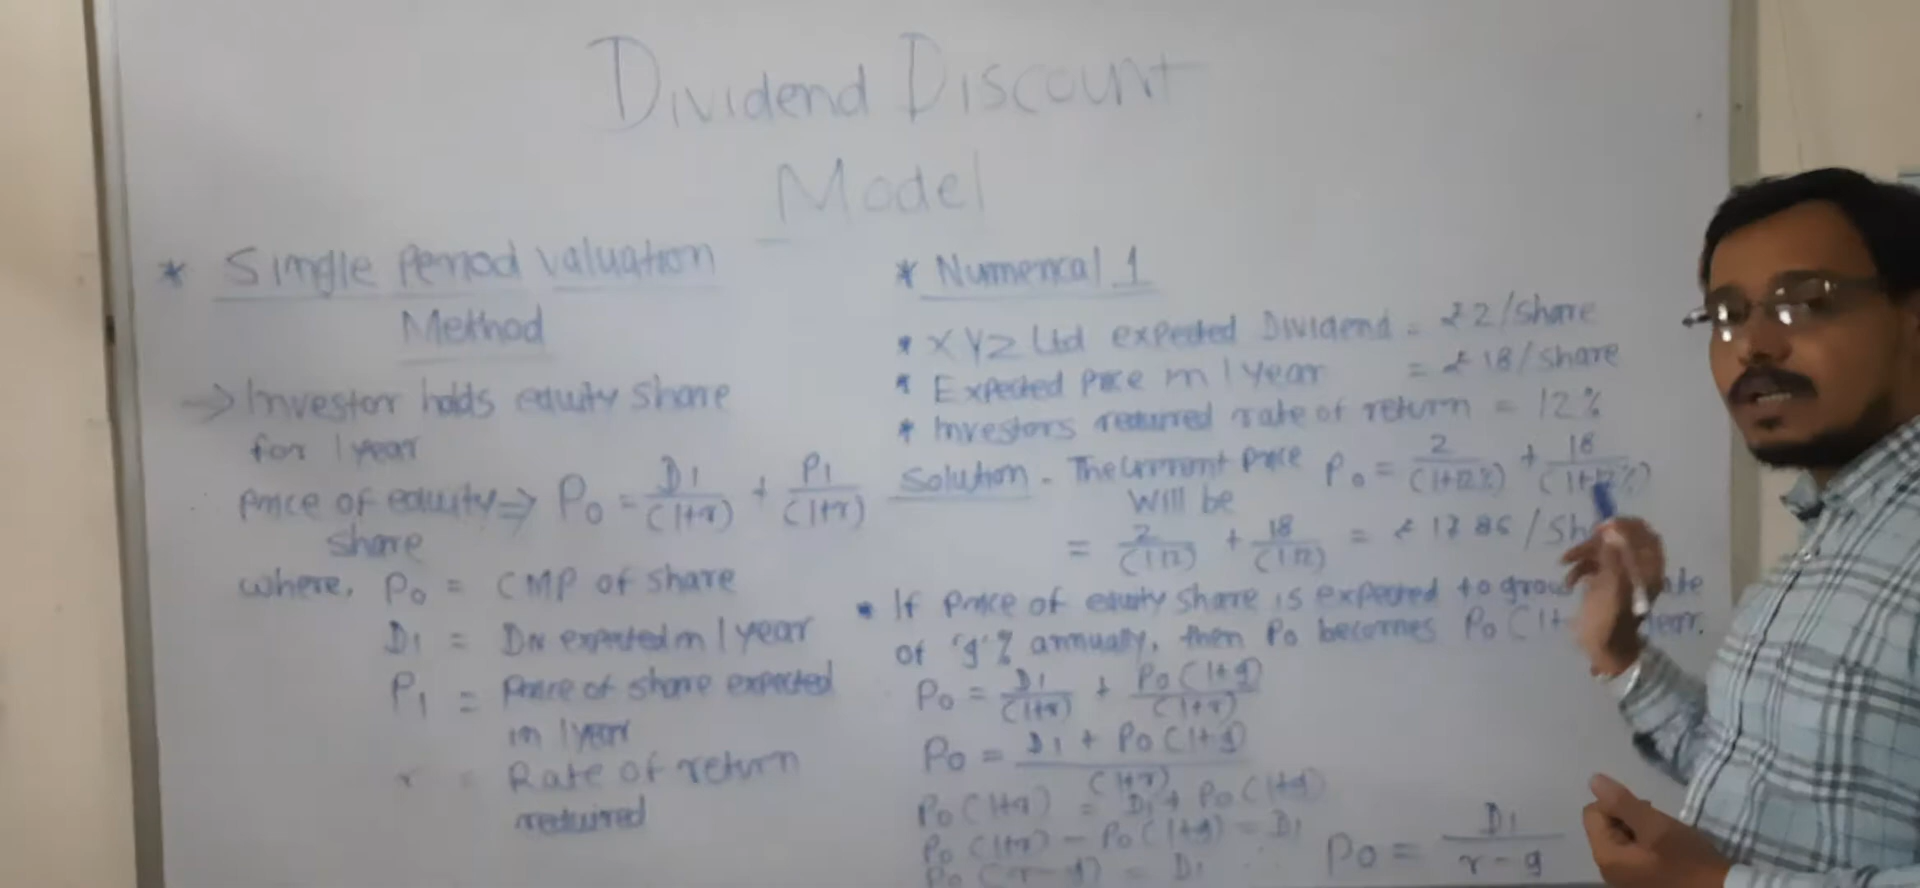 Dividend Discount
Model
* Single Period Valuation
Method
→ Investor holds equity share
for 1 year
Price of equity ⇒ P0 = D1/(1+r) + P1/(1+r)
share
where, P0 = CMP of share
D1 = Div expected in 1 year
P1 = Price of share expected
in 1 year
r = Rate of return
required
* Numerical 1
* XYZ Ltd expected Dividend = ₹2/share
* Expected Price in 1 year = ₹18/share
* Investors required rate of return = 12%
Solution - The Current Price P0 = 2/(1+12%) + 18/(1+12%)
Will be
= 2/(1.12) + 18/(1.12) = ₹17.86/Sh
* If Price of equity share is expected to grow
of 'g'% annually, then P0 becomes P0(1+
P0 = D1/(1+r) + P0(1+g)/(1+r)
P0 = D1 + P0(1+g)/(1+r)
P0(1+r) = D1 + P0(1+g)
P0(1+r) - P0(1+g) = D1
P0(r-g) = D1 ∴ P0 = D1/r-g